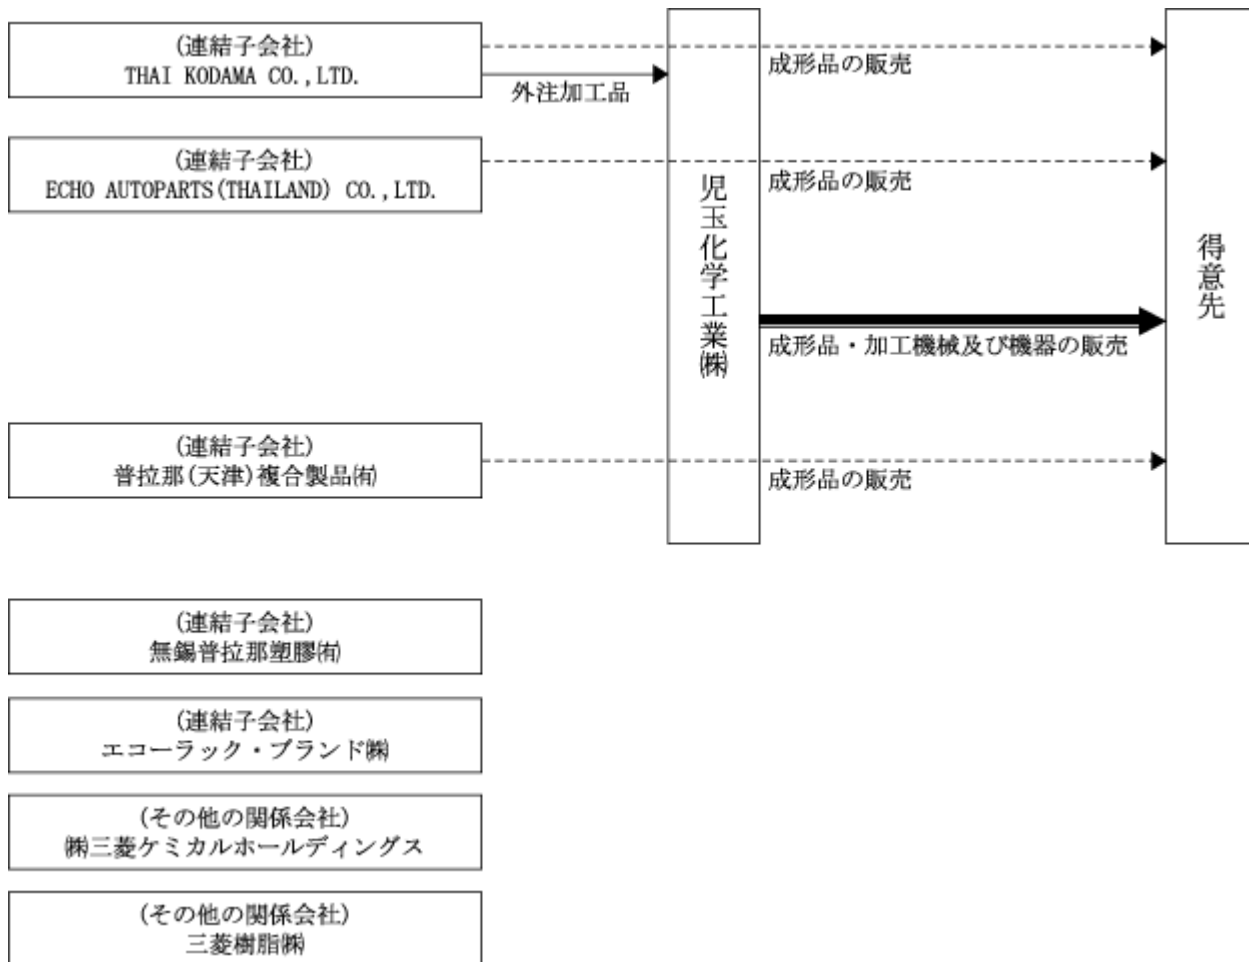 (連結子会社)
THAI KODAMA CO.,LTD.
外注加工品
成形品の販売
(連結子会社)
ECHO AUTOPARTS(THAILAND) CO.,LTD.
成形品の販売
児玉化学工業㈱
得意先
成形品・加工機械及び機器の販売
(連結子会社)
普拉那(天津)複合製品㈲
成形品の販売
(連結子会社)
無錫普拉那塑膠㈲
(連結子会社)
エコーラック・ブランド㈱
(その他の関係会社)
㈱三菱ケミカルホールディングス
(その他の関係会社)
三菱樹脂㈱